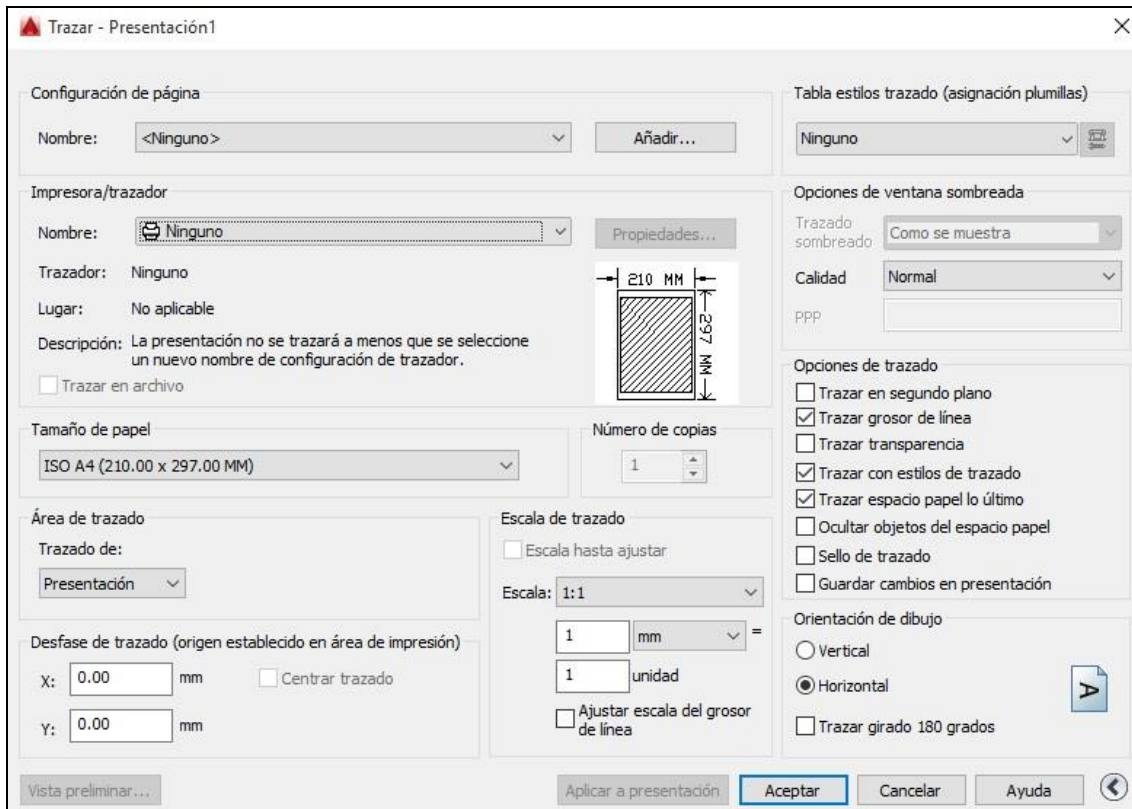 Trazar - Presentación1
Configuración de página
Nombre:
<Ninguno>
Añadir...
Impresora/trazador
Nombre:
Ninguno
Propiedades...
Trazador:
Ninguno
Lugar:
No aplicable
Descripción:
La presentación no se trazará a menos que se seleccione
un nuevo nombre de configuración de trazador.
Trazar en archivo
210 MM
297 MM
Tamaño de papel
ISO A4 (210.00 x 297.00 MM)
Número de copias
1
Área de trazado
Trazado de:
Presentación
Desfase de trazado (origen establecido en área de impresión)
X:
0.00
mm
Centrar trazado
Y:
0.00
mm
Escala de trazado
Escala hasta ajustar
Escala:
1:1
1
mm
=
1
unidad
Ajustar escala del grosor
de línea
Tabla estilos trazado (asignación plumillas)
Ninguno
Opciones de ventana sombreada
Trazado
sombreado
Como se muestra
Calidad
Normal
PPP
Opciones de trazado
Trazar en segundo plano
Trazar grosor de línea
Trazar transparencia
Trazar con estilos de trazado
Trazar espacio papel lo último
Ocultar objetos del espacio papel
Sello de trazado
Guardar cambios en presentación
Orientación de dibujo
Vertical
Horizontal
A
Trazar girado 180 grados
Vista preliminar...
Aplicar a presentación
Aceptar
Cancelar
Ayuda